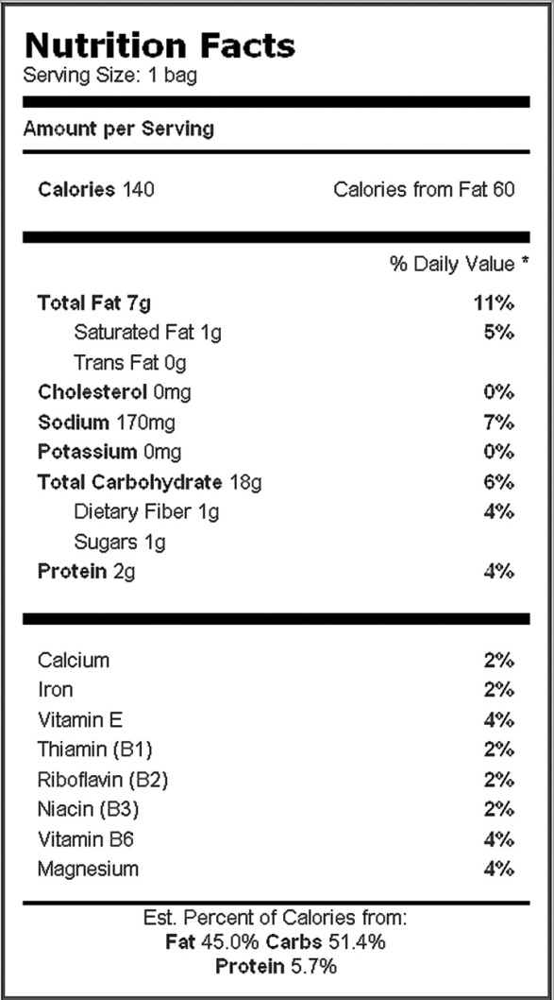 Nutrition Facts
Serving Size: 1 bag
Amount per Serving
Calories 140 Calories from Fat 60
% Daily Value *
Total Fat 7g 11%
Saturated Fat 1g 5%
Trans Fat 0g
Cholesterol 0mg 0%
Sodium 170mg 7%
Potassium 0mg 0%
Total Carbohydrate 18g 6%
Dietary Fiber 1g 4%
Sugars 1g
Protein 2g 4%
Calcium 2%
Iron 2%
Vitamin E 4%
Thiamin (B1) 2%
Riboflavin (B2) 2%
Niacin (B3) 2%
Vitamin B6 4%
Magnesium 4%
Est. Percent of Calories from:
Fat 45.0% Carbs 51.4%
Protein 5.7%